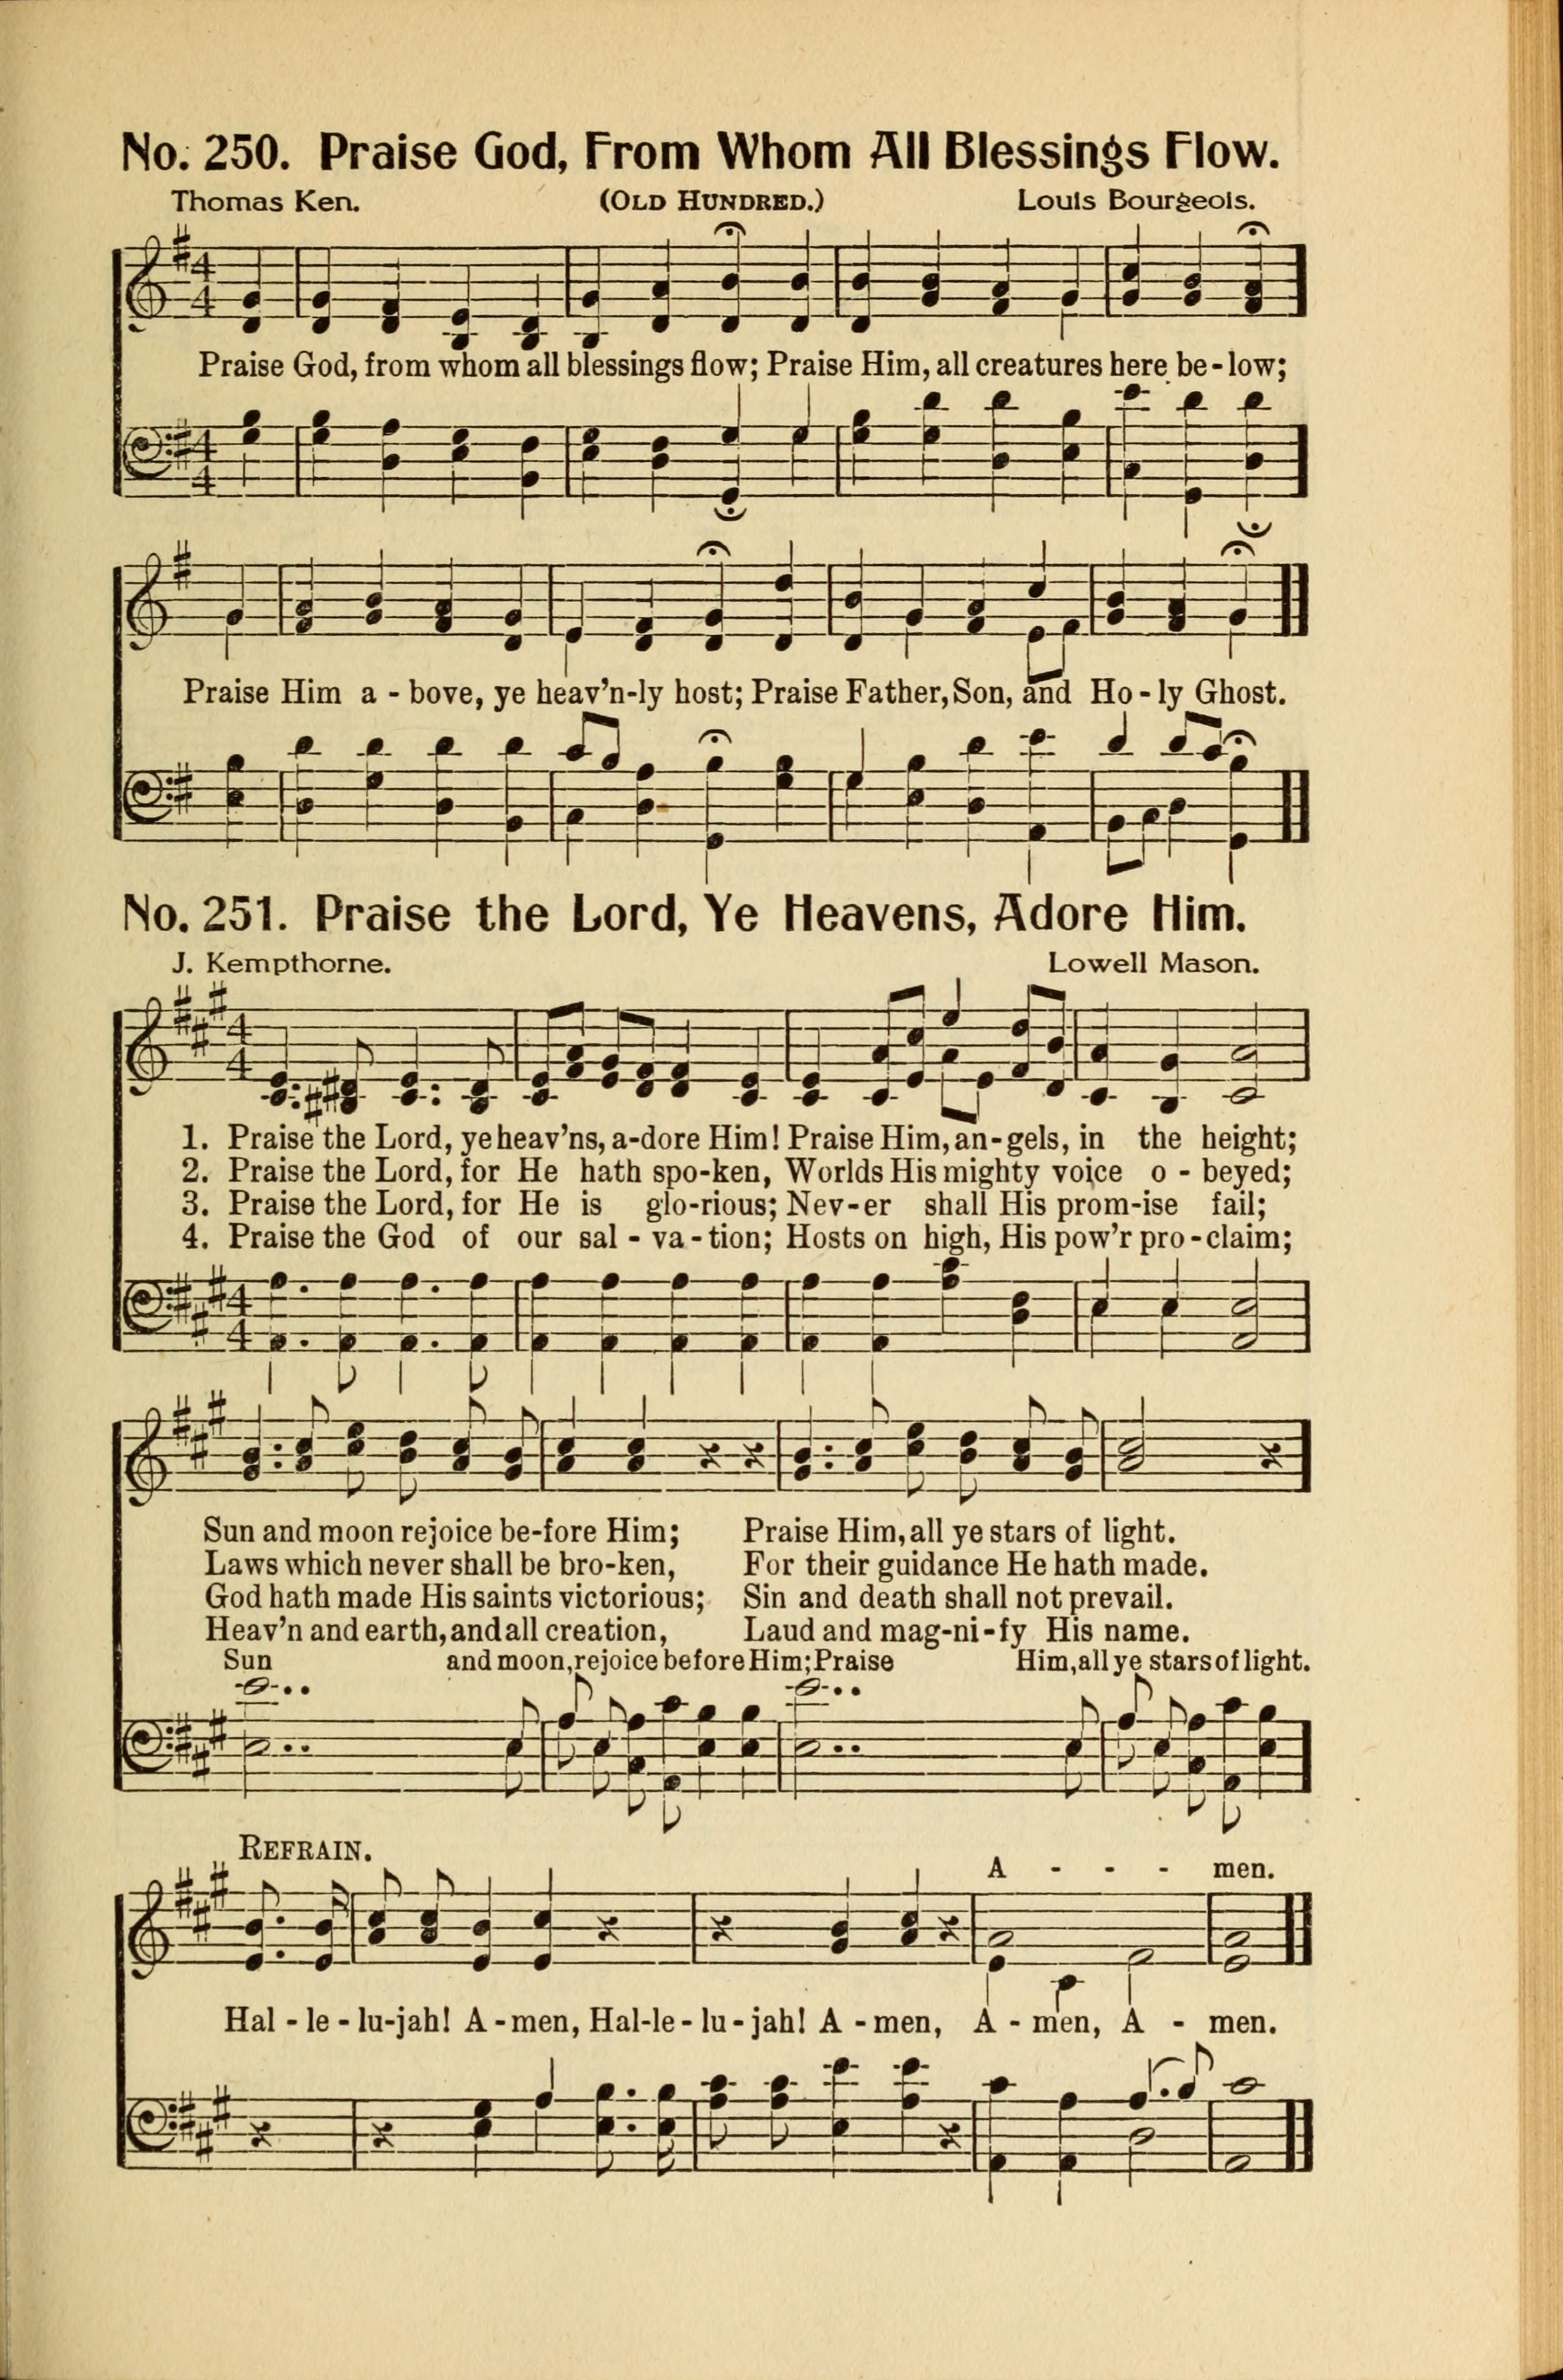 No. 250. Praise God, From Whom All Blessings Flow.
Thomas Ken. (OLD HUNDRED.) Louis Bourgeois.
Praise God, from whom all blessings flow; Praise Him, all creatures here be-low;
Praise Him a - bove, ye heav'n-ly host; Praise Father, Son, and Ho - ly Ghost.
No. 251. Praise the Lord, Ye Heavens, Adore Him.
J. Kempthorne. Lowell Mason.
1. Praise the Lord, ye heav'ns, a-dore Him! Praise Him, an-gels, in the height;
2. Praise the Lord, for He hath spo-ken, Worlds His mighty voice o - beyed;
3. Praise the Lord, for He is glo-rious; Nev-er shall His prom-ise fail;
4. Praise the God of our sal - va - tion; Hosts on high, His pow'r pro-claim;
Sun and moon rejoice be-fore Him; Praise Him, all ye stars of light.
Laws which never shall be bro-ken, For their guidance He hath made.
God hath made His saints victorious; Sin and death shall not prevail.
Heav'n and earth, and all creation, Laud and mag-ni-fy His name.
Sun and moon, rejoice before Him; Praise Him, all ye stars of light.
REFRAIN.
A - - - men.
Hal - le - lu-jah! A-men, Hal-le - lu - jah! A - men, A - men, A - men.